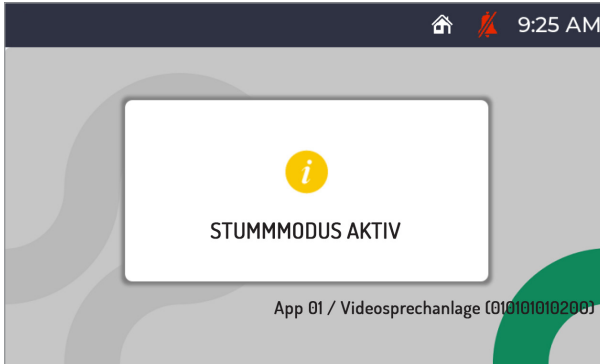 9:25 AM
i
STUMMMODUS AKTIV
App 01 / Videosprechanlage (010101010200)